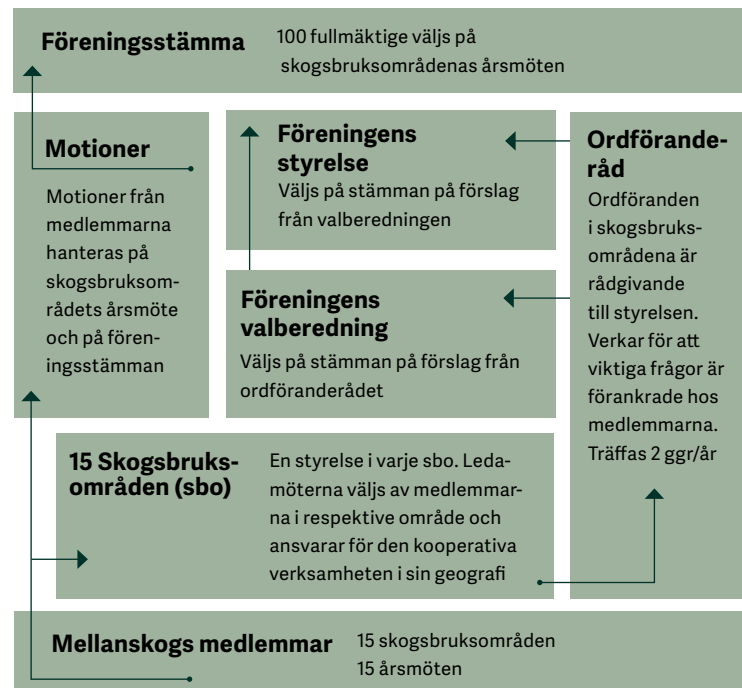 Föreningsstämma
100 fullmäktige väljs på
skogsbruksområdenas årsmöten
Motioner
Motioner från
medlemmarna
hanteras på
skogsbruksom-
rådets årsmöte
och på fören-
ingsstämman
Föreningens
styrelse
Väljs på stämman på förslag
från valberedningen
Föreningens
valberedning
Väljs på stämman på förslag från
ordföranderådet
Ordförande-
råd
Ordföranden
i skogsbruks-
områdena är
rådgivande
till styrelsen.
Verkar för att
viktiga frågor är
förankrade hos
medlemmarna.
Träffas 2 ggr/år
15 Skogsbruks-
områden (sbo)
En styrelse i varje sbo. Leda-
möterna väljs av medlemmar-
na i respektive område och
ansvarar för den kooperativa
verksamheten i sin geografi
Mellanskogs medlemmar
15 skogsbruksområden
15 årsmöten